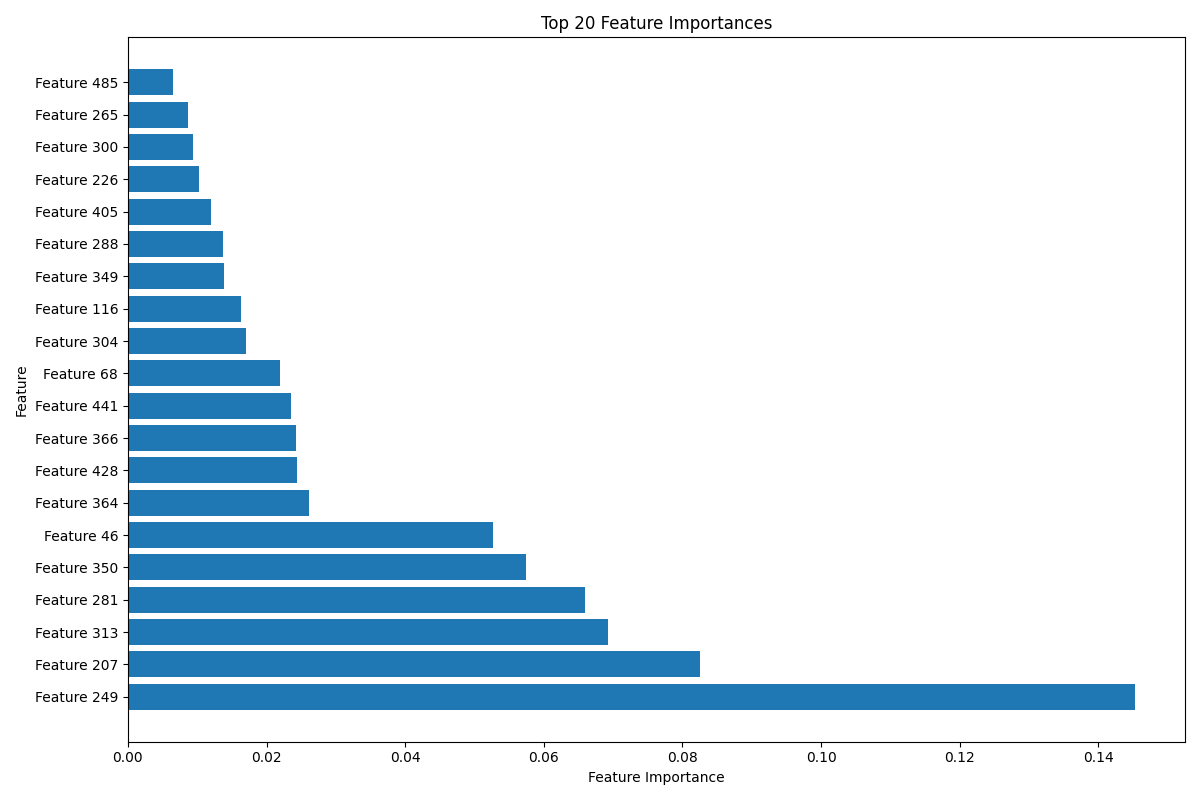 Top 20 Feature Importances
Feature 485
Feature 265
Feature 300
Feature 226
Feature 405
Feature 288
Feature 349
Feature 116
Feature 304
Feature 68
Feature 441
Feature 366
Feature 428
Feature 364
Feature 46
Feature 350
Feature 281
Feature 313
Feature 207
Feature 249
Feature
0.00 0.02 0.04 0.06 0.08 0.10 0.12 0.14
Feature Importance